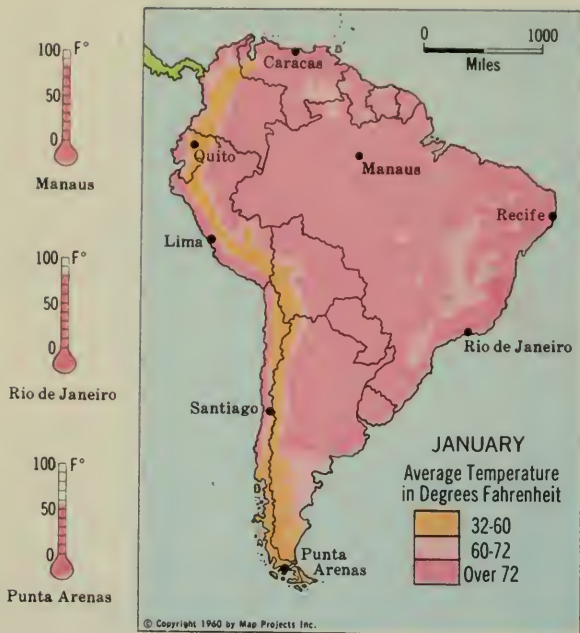 100 F°
50
0
Manaus
100 F°
50
0
Rio de Janeiro
100 F°
50
0
Punta Arenas
0 1000
Miles
Caracas
Quito
Manaus
Recife
Lima
Rio de Janeiro
Santiago
Punta
Arenas
JANUARY
Average Temperature
in Degrees Fahrenheit
32-60
60-72
Over 72
© Copyright 1960 by Map Projects Inc.